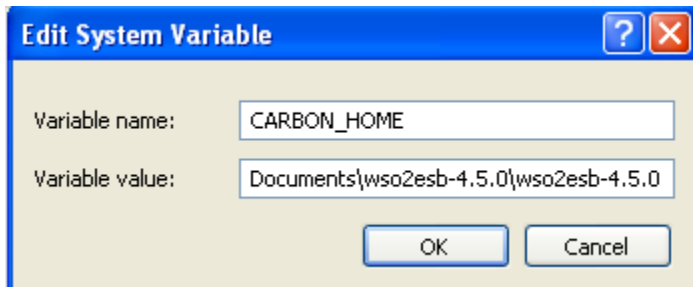 Edit System Variable
Variable name: CARBON_HOME
Variable value: Documents\wso2esb-4.5.0\wso2esb-4.5.0
OK Cancel